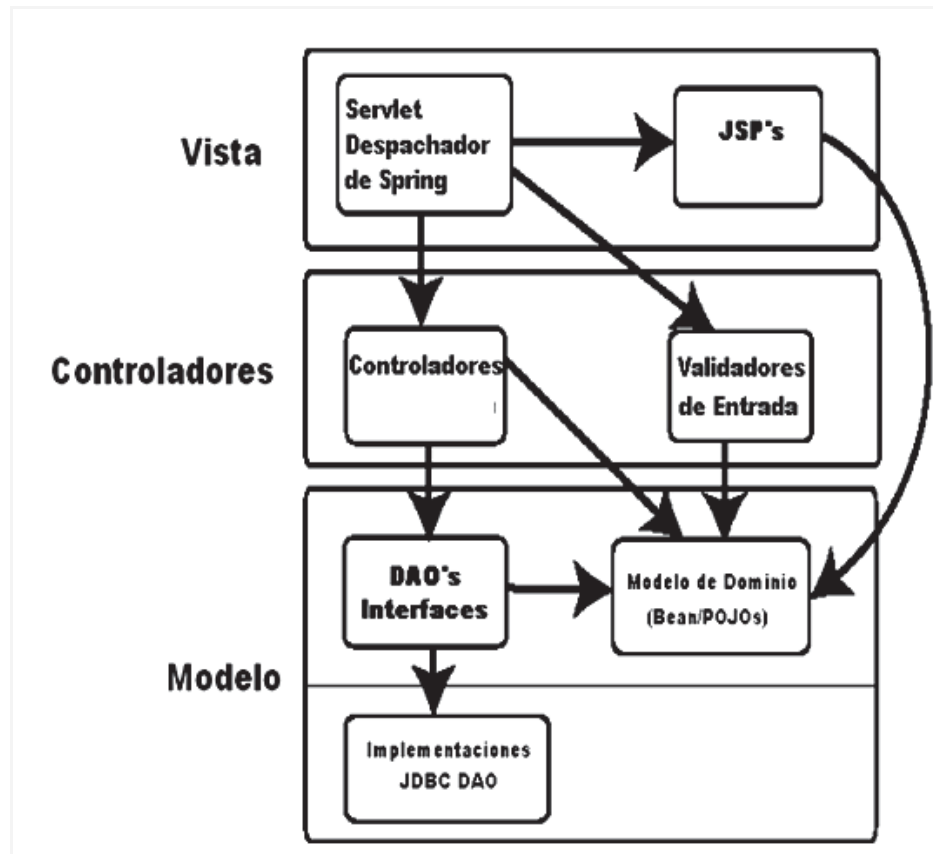 Servlet
Despachador
de Spring
JSP's
Vista
Controladores
Controladores
Validadores
de Entrada
DAO's
Interfaces
Modelo de Dominio
(Bean/POJOs)
Modelo
Implementaciones
JDBC DAO